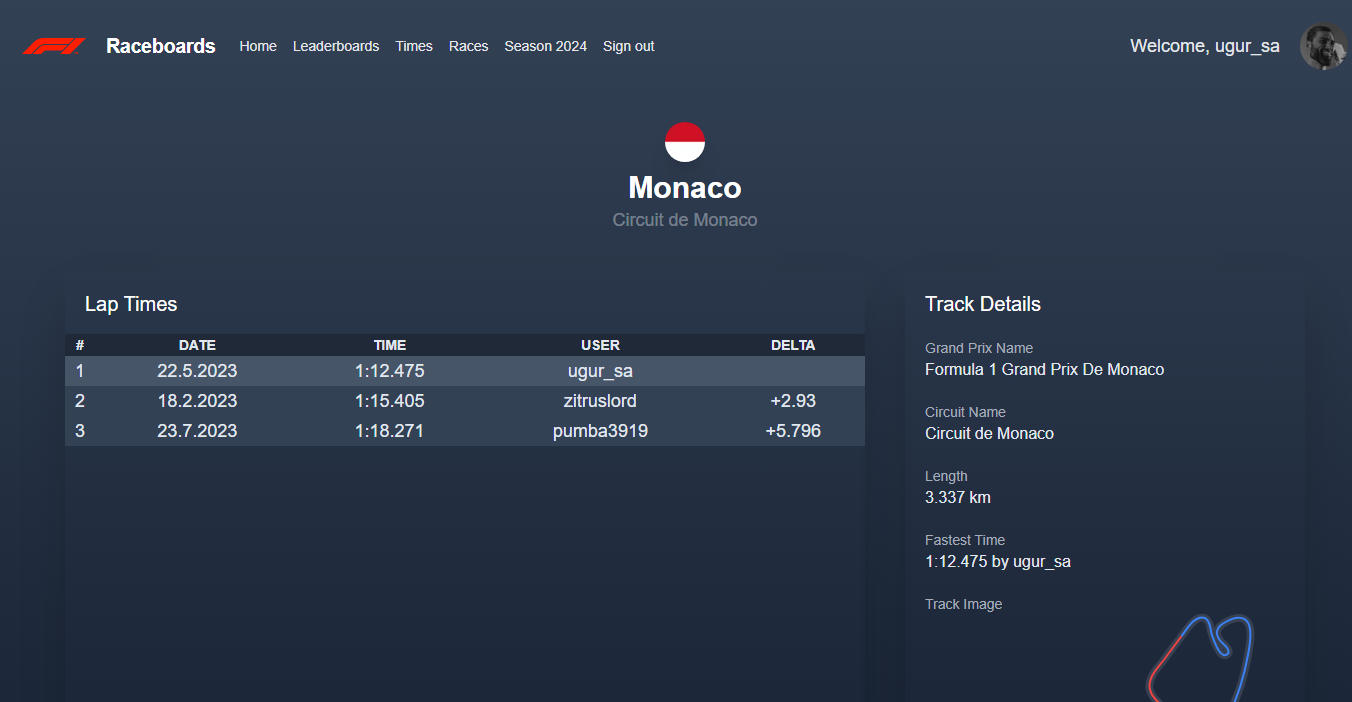 Raceboards Home Leaderboards Times Races Season 2024 Sign out Welcome, ugur_sa
Monaco
Circuit de Monaco
Lap Times
# DATE TIME USER DELTA
1 22.5.2023 1:12.475 ugur_sa
2 18.2.2023 1:15.405 zitruslord +2.93
3 23.7.2023 1:18.271 pumba3919 +5.796
Track Details
Grand Prix Name
Formula 1 Grand Prix De Monaco
Circuit Name
Circuit de Monaco
Length
3.337 km
Fastest Time
1:12.475 by ugur_sa
Track Image